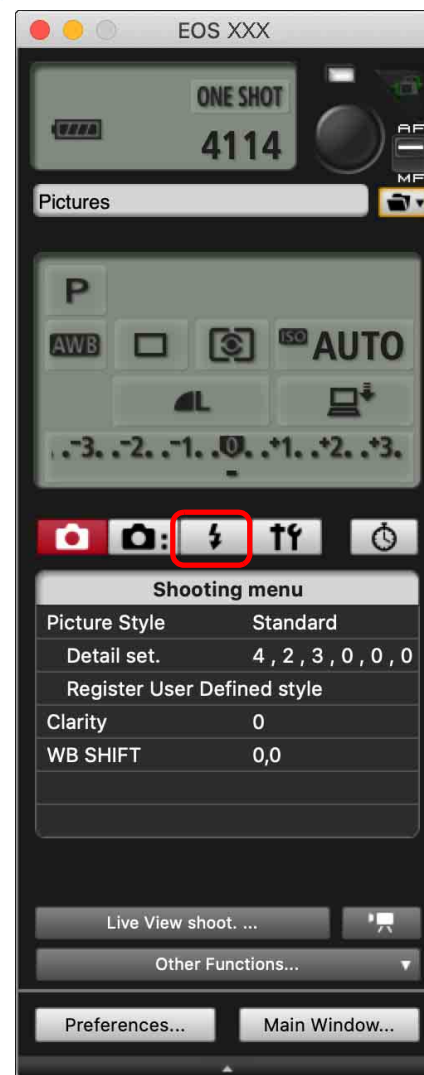 EOS XXX
ONE SHOT
4114
AF
MF
Pictures
P
AWB
ISO AUTO
L
.-3. .-2. .-1. .0. .+1. .+2. .+3.
Shooting menu
Picture Style Standard
Detail set. 4 , 2 , 3 , 0 , 0 , 0
Register User Defined style
Clarity 0
WB SHIFT 0,0
Live View shoot. ...
Other Functions...
Preferences... Main Window...